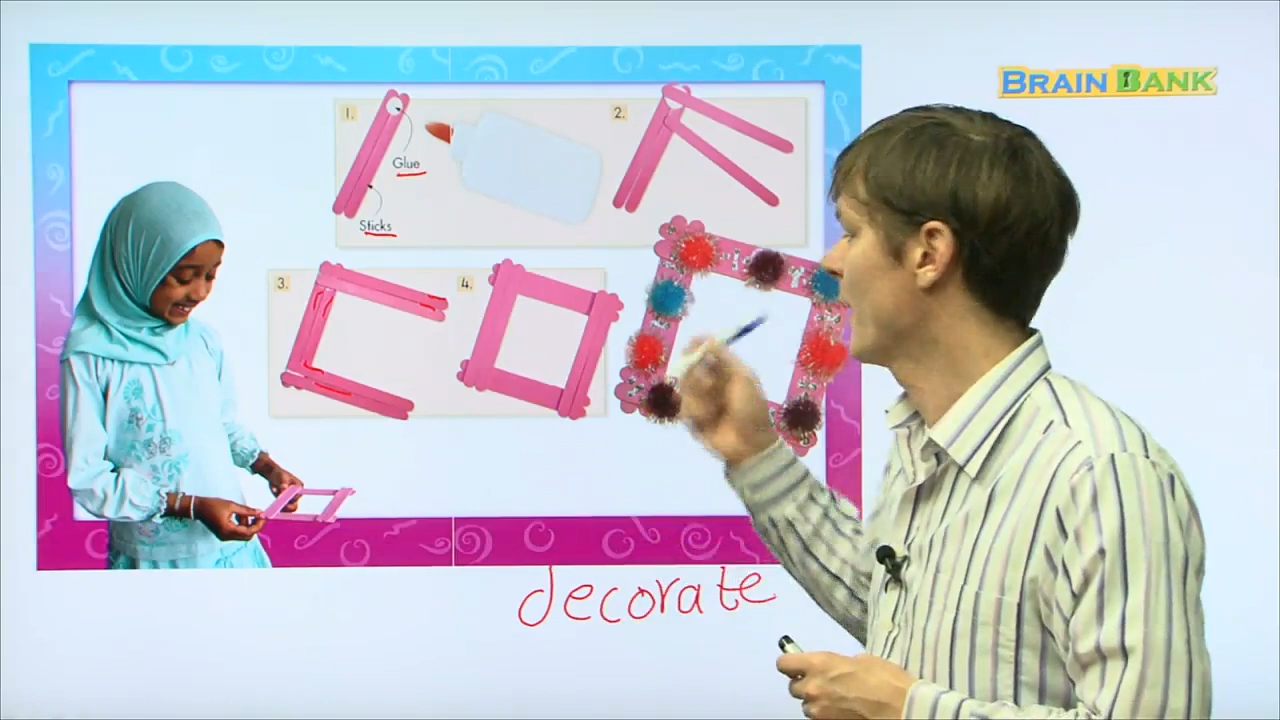 BRAIN BANK
1.
2.
Glue
Sticks
3.
4.
decorate